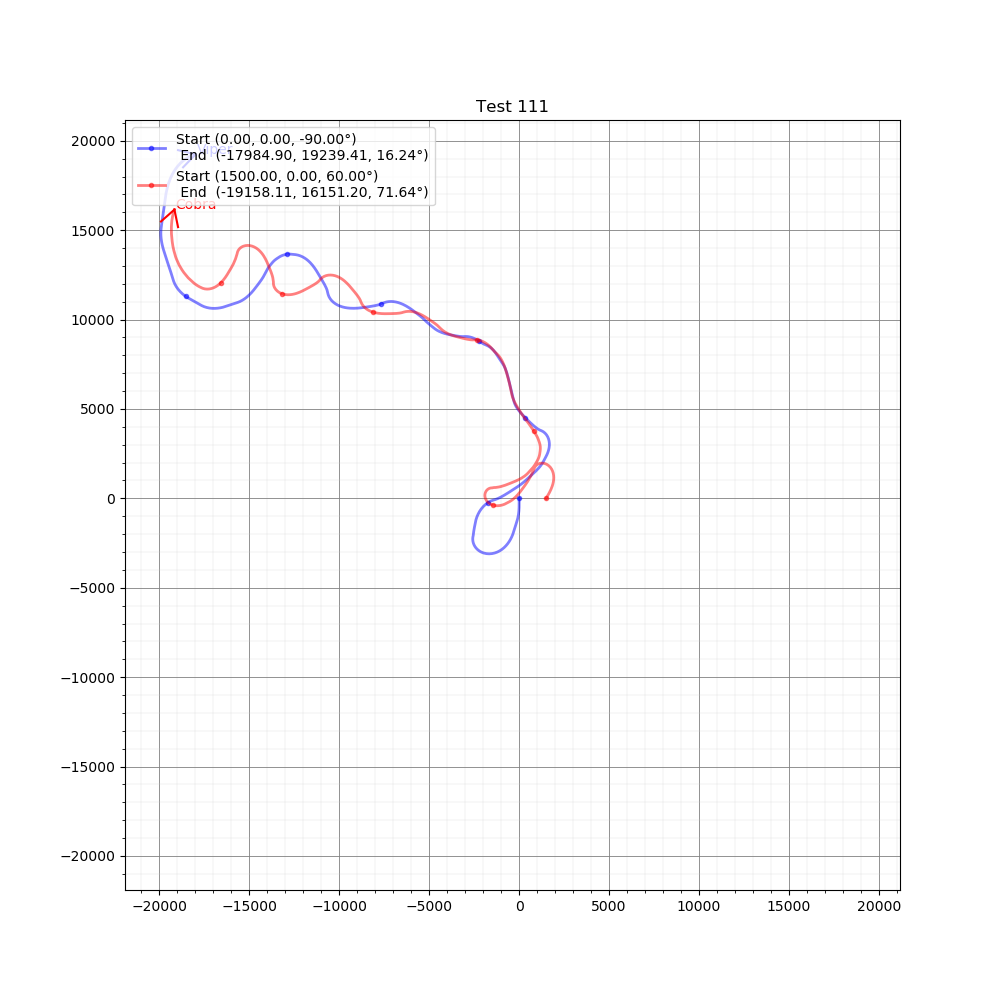 Test 111
Start (0.00, 0.00, -90.00°)
End (-17984.90, 19239.41, 16.24°)
Start (1500.00, 0.00, 60.00°)
End (-19158.11, 16151.20, 71.64°)
Viper
Cobra
20000
15000
10000
5000
0
−5000
−10000
−15000
−20000
−20000 −15000 −10000 −5000 0 5000 10000 15000 20000